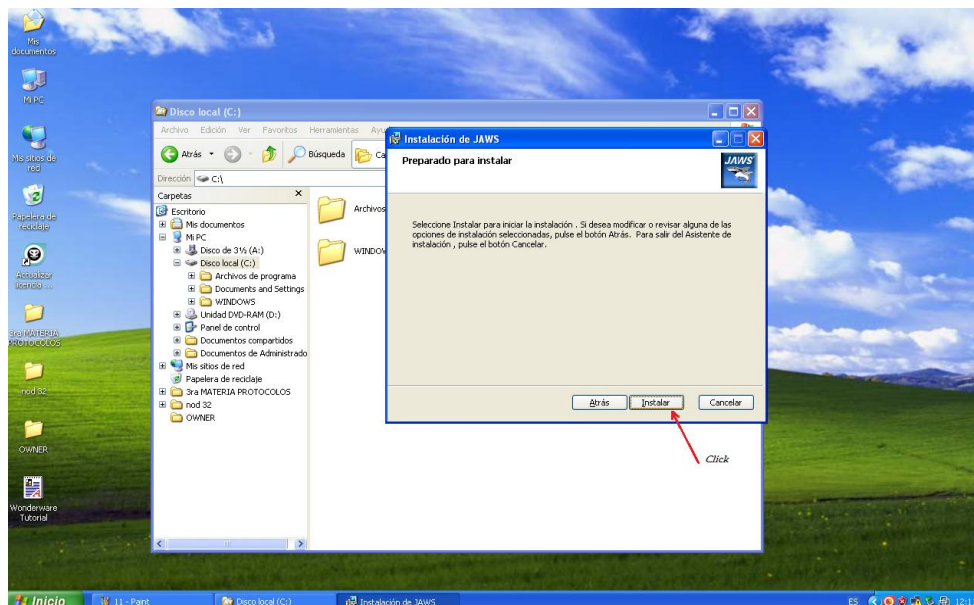 Mis
documentos
Mi PC
Mis sitios de
red
Papelera de
reciclaje
Actualizar
licencia ...
3ra MATERIA
PROTOCOLOS
nod 32
OWNER
Wonderware
Tutorial
Disco local (C:)
Archivo Edición Ver Favoritos Herramientas Ayu
Atrás Búsqueda Ca
Dirección C:\
Carpetas
Escritorio
Mis documentos
Mi PC
Disco de 3½ (A:)
Disco local (C:)
Archivos de programa
Documents and Settings
WINDOWS
Unidad DVD-RAM (D:)
Panel de control
Documentos compartidos
Documentos de Administrado
Mis sitios de red
Papelera de reciclaje
3ra MATERIA PROTOCOLOS
nod 32
OWNER
Archivos
WINDOW
Instalación de JAWS
Preparado para instalar
JAWS
Seleccione Instalar para iniciar la instalación . Si desea modificar o revisar alguna de las
opciones de instalación seleccionadas, pulse el botón Atrás. Para salir del Asistente de
instalación , pulse el botón Cancelar.
Atrás Instalar Cancelar
Click
Inicio 11 - Paint Disco local (C:) Instalación de JAWS ES